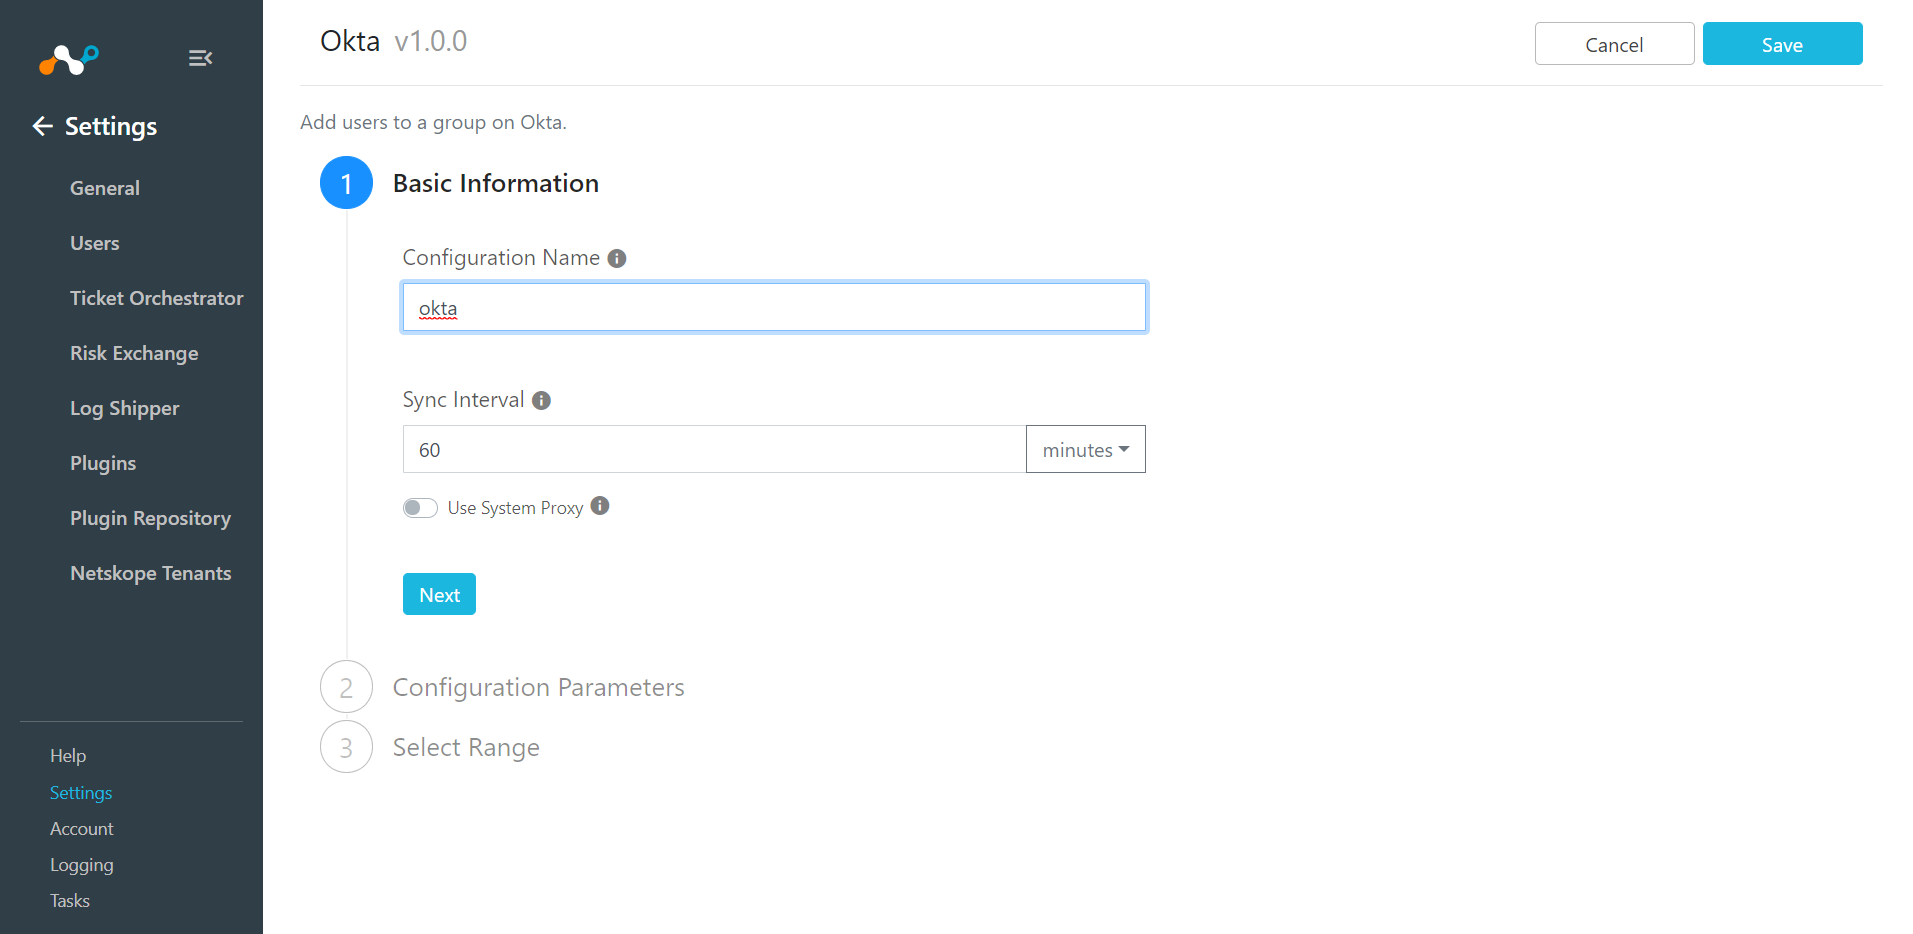 Settings
General
Users
Ticket Orchestrator
Risk Exchange
Log Shipper
Plugins
Plugin Repository
Netskope Tenants
Help
Settings
Account
Logging
Tasks
Okta v1.0.0
Cancel
Save
Add users to a group on Okta.
1 Basic Information
Configuration Name
okta
Sync Interval
60 minutes
Use System Proxy
Next
2 Configuration Parameters
3 Select Range